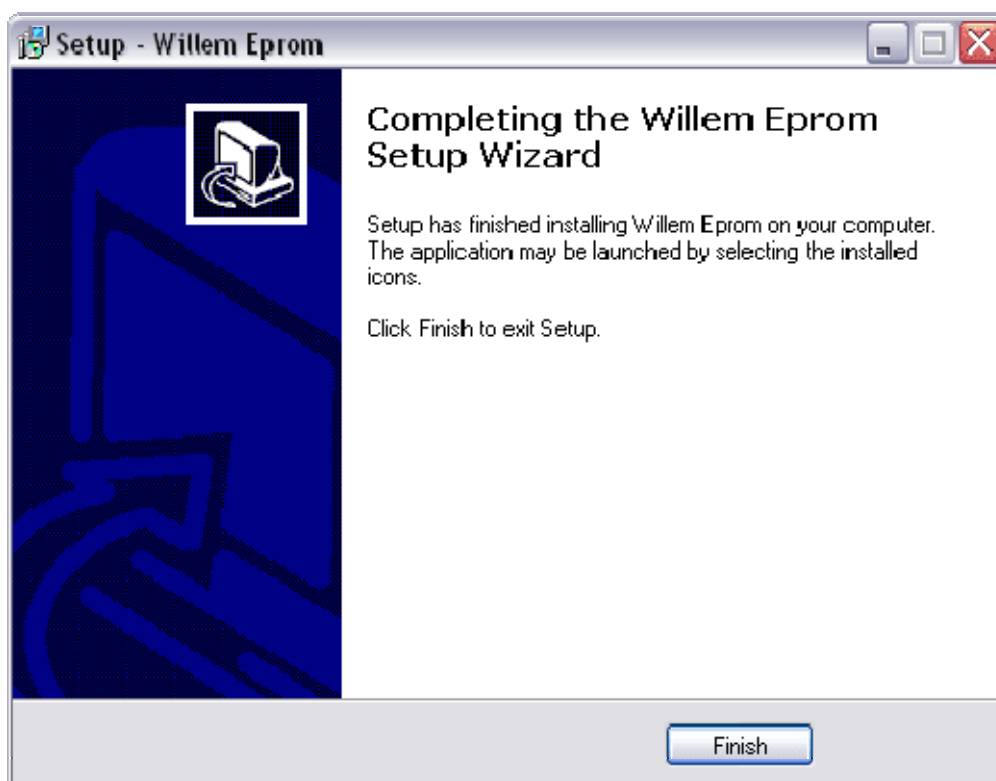 Setup - Willem Eprom
Completing the Willem Eprom
Setup Wizard
Setup has finished installing Willem Eprom on your computer.
The application may be launched by selecting the installed
icons.
Click Finish to exit Setup.
Finish